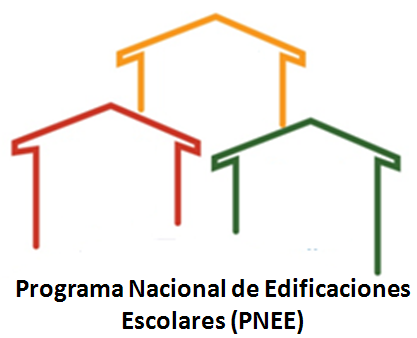 Programa Nacional de Edificaciones
Escolares (PNEE)